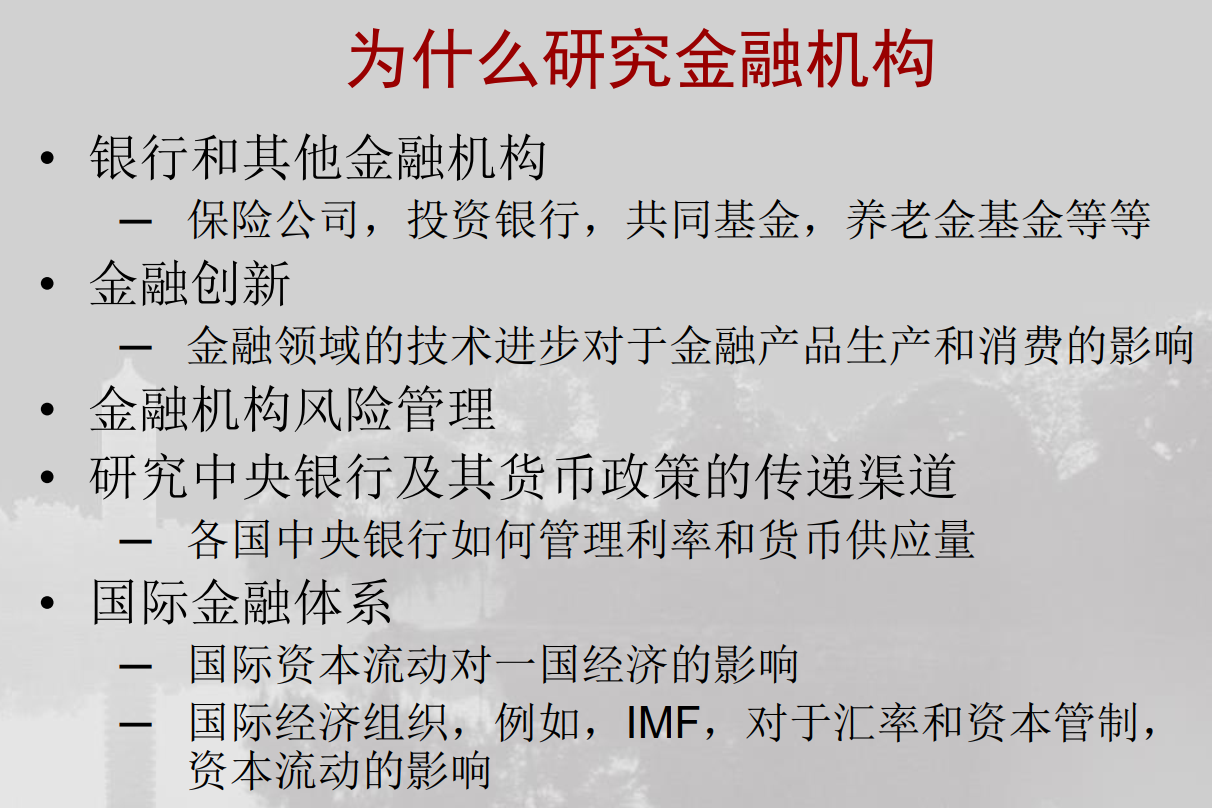 为什么研究金融机构
• 银行和其他金融机构
— 保险公司，投资银行，共同基金，养老金基金等等
• 金融创新
— 金融领域的技术进步对于金融产品生产和消费的影响
• 金融机构风险管理
• 研究中央银行及其货币政策的传递渠道
— 各国中央银行如何管理利率和货币供应量
• 国际金融体系
— 国际资本流动对一国经济的影响
— 国际经济组织，例如，IMF，对于汇率和资本管制，
资本流动的影响